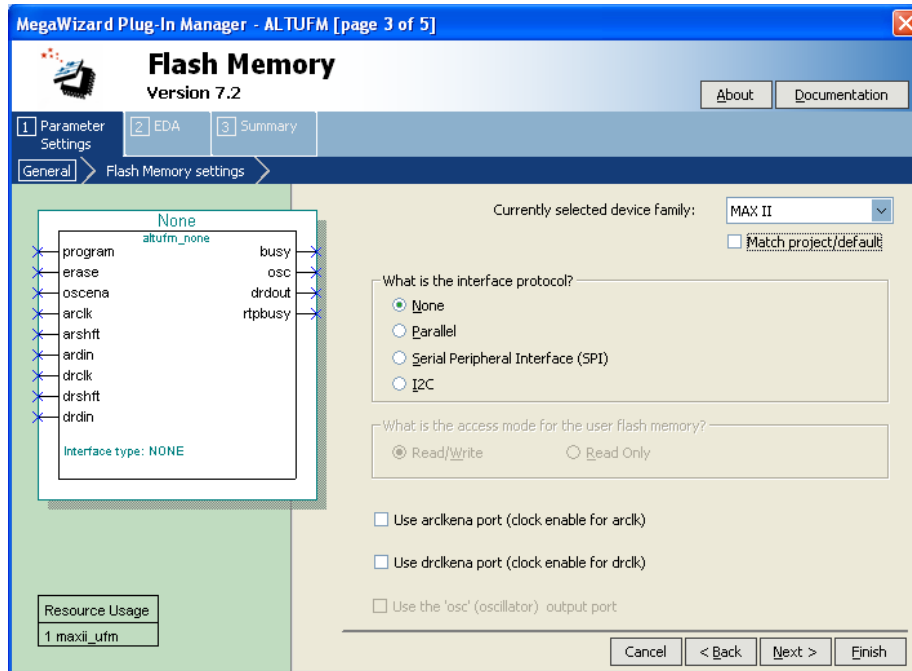 MegaWizard Plug-In Manager - ALTUFM [page 3 of 5]
Flash Memory
Version 7.2
About
Documentation
1 Parameter Settings
2 EDA
3 Summary
General
Flash Memory settings
Currently selected device family:
MAX II
Match project/default
None
altufm_none
program
busy
erase
osc
oscena
drdout
arclk
rtpbusy
arshft
ardin
drclk
drshft
drdin
Interface type: NONE
What is the interface protocol?
None
Parallel
Serial Peripheral Interface (SPI)
I2C
What is the access mode for the user flash memory?
Read/Write
Read Only
Use arclkena port (clock enable for arclk)
Use drclkena port (clock enable for drclk)
Use the 'osc' (oscillator) output port
Resource Usage
1 maxii_ufm
Cancel
< Back
Next >
Finish